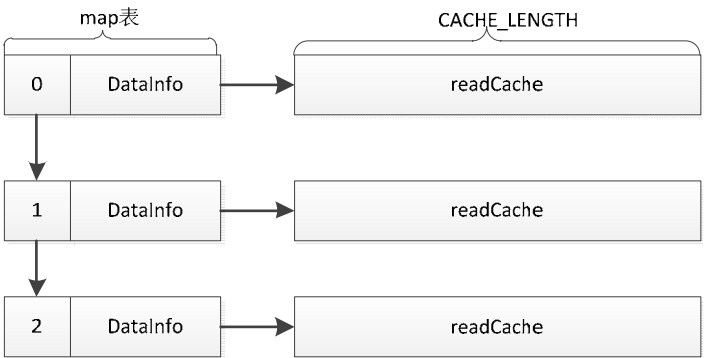 map表 CACHE_LENGTH
0 DataInfo readCache
1 DataInfo readCache
2 DataInfo readCache